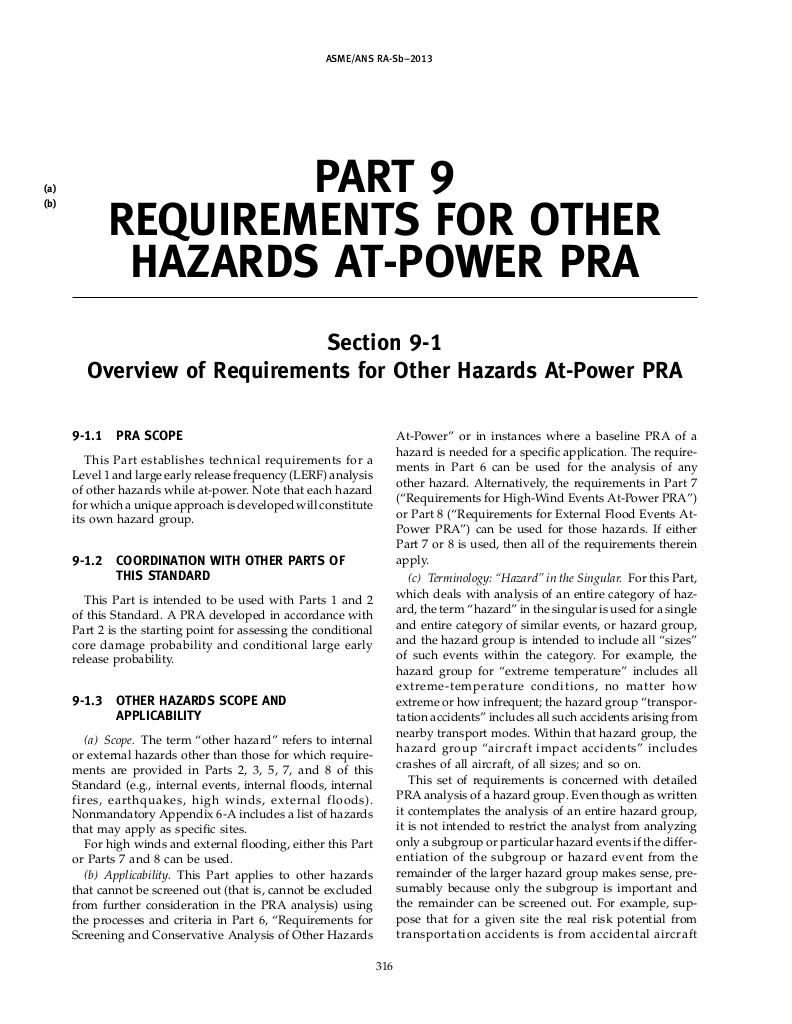 ASME/ANS RA-Sb–2013
(a)
(b)
PART 9
REQUIREMENTS FOR OTHER
HAZARDS AT-POWER PRA
Section 9-1
Overview of Requirements for Other Hazards At-Power PRA
9-1.1 PRA SCOPE
This Part establishes technical requirements for a
Level 1 and large early release frequency (LERF) analysis
of other hazards while at-power. Note that each hazard
for which a unique approach is developed will constitute
its own hazard group.
9-1.2 COORDINATION WITH OTHER PARTS OF
THIS STANDARD
This Part is intended to be used with Parts 1 and 2
of this Standard. A PRA developed in accordance with
Part 2 is the starting point for assessing the conditional
core damage probability and conditional large early
release probability.
9-1.3 OTHER HAZARDS SCOPE AND
APPLICABILITY
(a) Scope. The term “other hazard” refers to internal
or external hazards other than those for which require-
ments are provided in Parts 2, 3, 5, 7, and 8 of this
Standard (e.g., internal events, internal floods, internal
fires, earthquakes, high winds, external floods).
Nonmandatory Appendix 6-A includes a list of hazards
that may apply as specific sites.
For high winds and external flooding, either this Part
or Parts 7 and 8 can be used.
(b) Applicability. This Part applies to other hazards
that cannot be screened out (that is, cannot be excluded
from further consideration in the PRA analysis) using
the processes and criteria in Part 6, “Requirements for
Screening and Conservative Analysis of Other Hazards
At-Power” or in instances where a baseline PRA of a
hazard is needed for a specific application. The require-
ments in Part 6 can be used for the analysis of any
other hazard. Alternatively, the requirements in Part 7
(“Requirements for High-Wind Events At-Power PRA”)
or Part 8 (“Requirements for External Flood Events At-
Power PRA”) can be used for those hazards. If either
Part 7 or 8 is used, then all of the requirements therein
apply.
(c) Terminology: “Hazard” in the Singular. For this Part,
which deals with analysis of an entire category of haz-
ard, the term “hazard” in the singular is used for a single
and entire category of similar events, or hazard group,
and the hazard group is intended to include all “sizes”
of such events within the category. For example, the
hazard group for “extreme temperature” includes all
extreme-temperature conditions, no matter how
extreme or how infrequent; the hazard group “transpor-
tation accidents” includes all such accidents arising from
nearby transport modes. Within that hazard group, the
hazard group “aircraft impact accidents” includes
crashes of all aircraft, of all sizes; and so on.
This set of requirements is concerned with detailed
PRA analysis of a hazard group. Even though as written
it contemplates the analysis of an entire hazard group,
it is not intended to restrict the analyst from analyzing
only a subgroup or particular hazard events if the differ-
entiation of the subgroup or hazard event from the
remainder of the larger hazard group makes sense, pre-
sumably because only the subgroup is important and
the remainder can be screened out. For example, sup-
pose that for a given site the real risk potential from
transportation accidents is from accidental aircraft
316